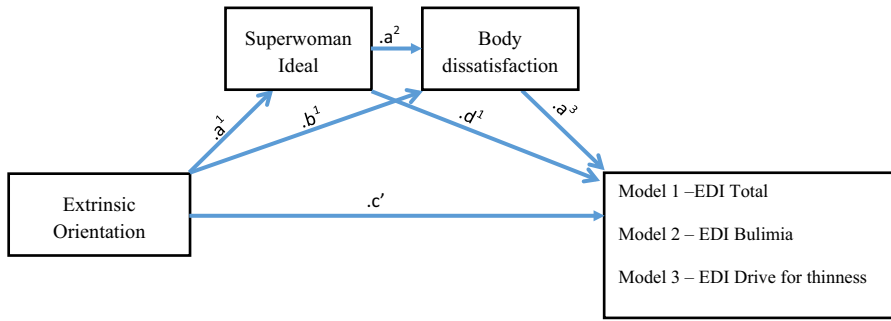 Superwoman
Ideal
.a²
Body
dissatisfaction
.a¹
.b¹
.d¹
.a³
Extrinsic
Orientation
.c’
Model 1 –EDI Total
Model 2 – EDI Bulimia
Model 3 – EDI Drive for thinness